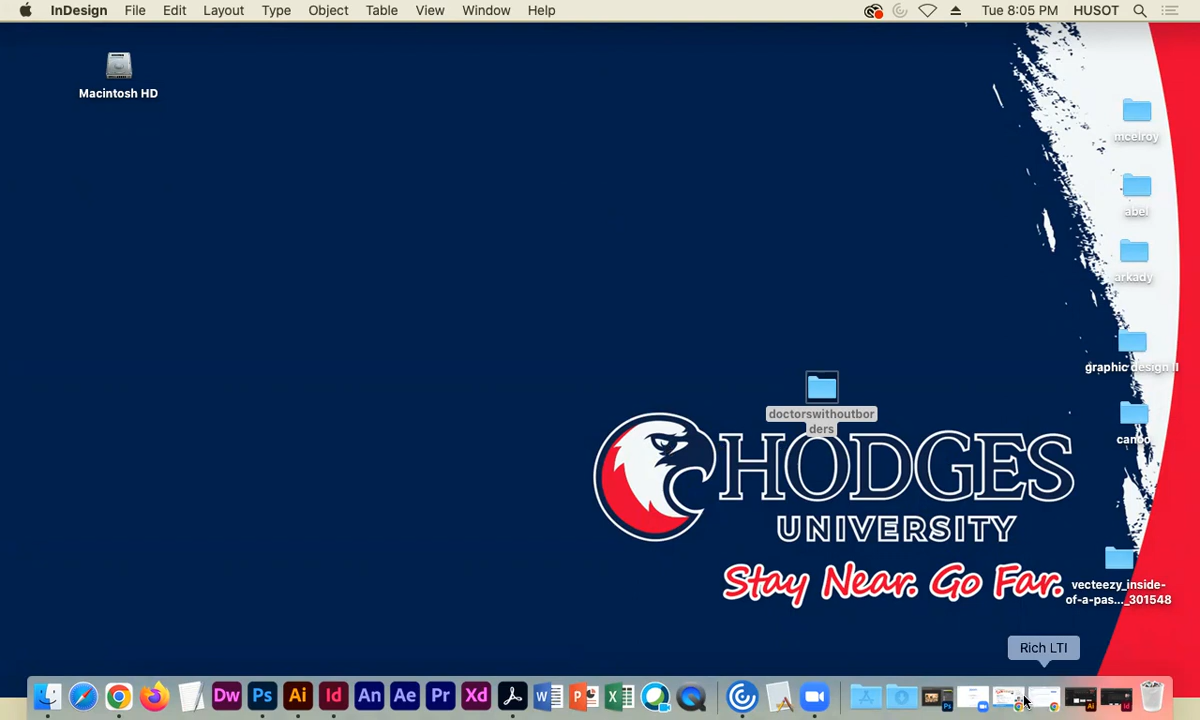 InDesign File Edit Layout Type Object Table View Window Help Tue 8:05 PM HUSOT
Macintosh HD
mcelroy
abel
arkady
graphic design II
doctorswithoutbor
ders
canoo
HODGES
UNIVERSITY
Stay Near. Go Far.
vecteezy_inside-
of-a-pas..._301548
Rich LTI
Dw Ps Ai Id An Ae Pr Xd W P X